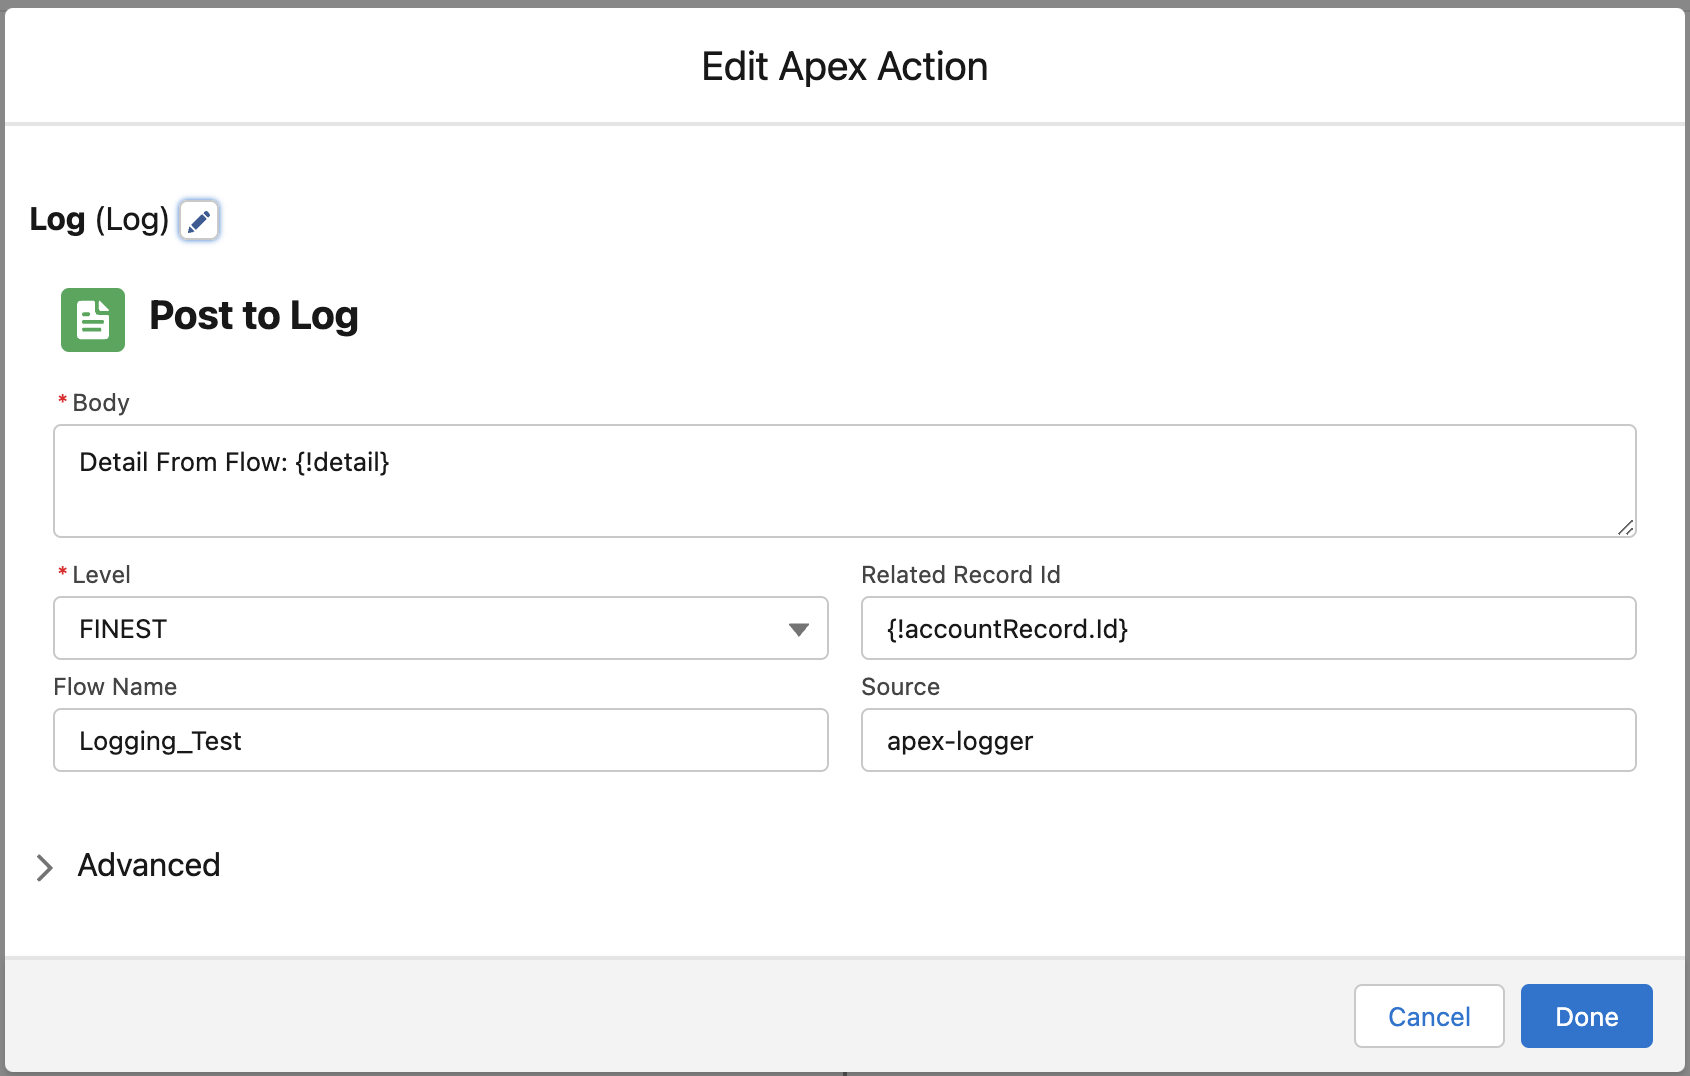 Edit Apex Action
Log (Log)
Post to Log
* Body
Detail From Flow: {!detail}
* Level
Related Record Id
FINEST
{!accountRecord.Id}
Flow Name
Source
Logging_Test
apex-logger
Advanced
Cancel
Done